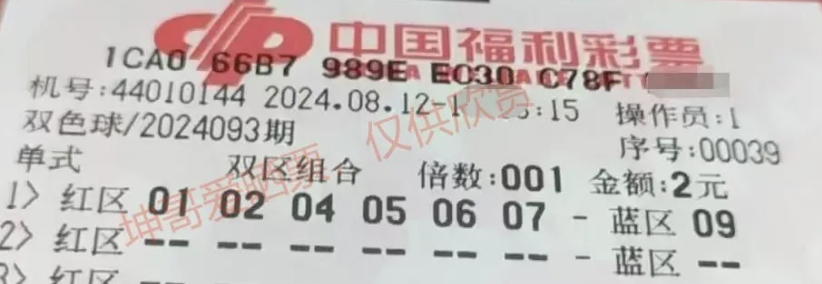 中国福利彩票
1CA0 66B7 989E EC30 C78F
机号:44010144 2024.08.12-1 :15 操作员:1
双色球/2024093期 序号:00039
单式 双区组合 倍数:001 金额:2元
1> 红区 01 02 04 05 06 07 - 蓝区 09
2> 红区 -- -- -- -- -- -- - 蓝区 --
3> 红区
坤哥爱购票,仅供欣赏